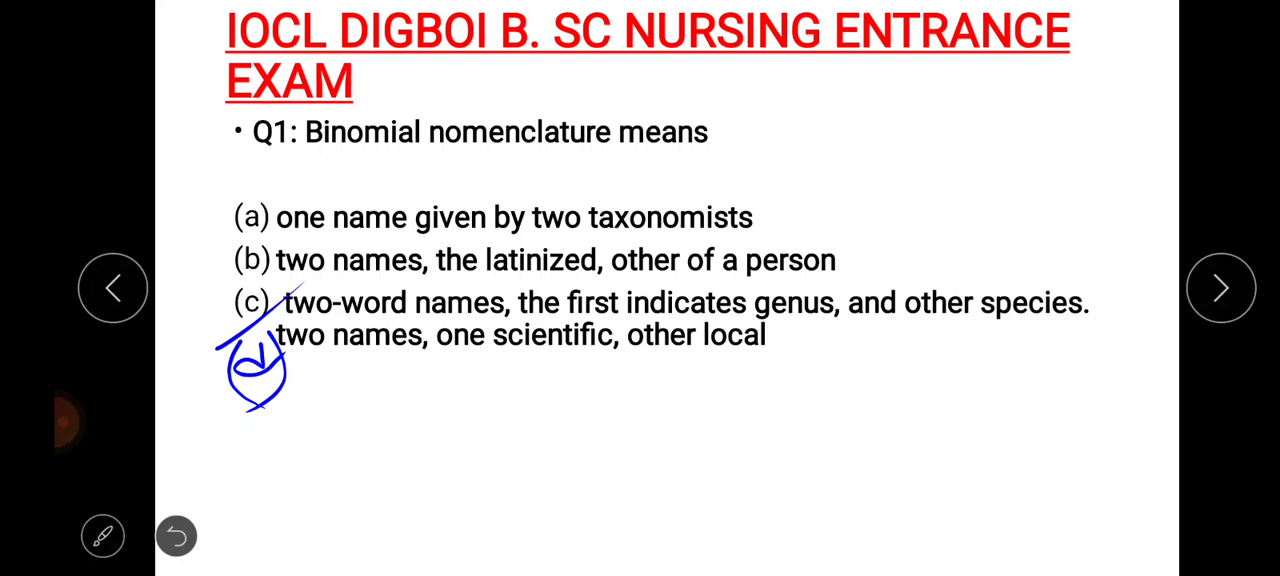 IOCL DIGBOI B. SC NURSING ENTRANCE
EXAM
• Q1: Binomial nomenclature means
(a) one name given by two taxonomists
(b) two names, the latinized, other of a person
(c) two-word names, the first indicates genus, and other species.
(d) two names, one scientific, other local